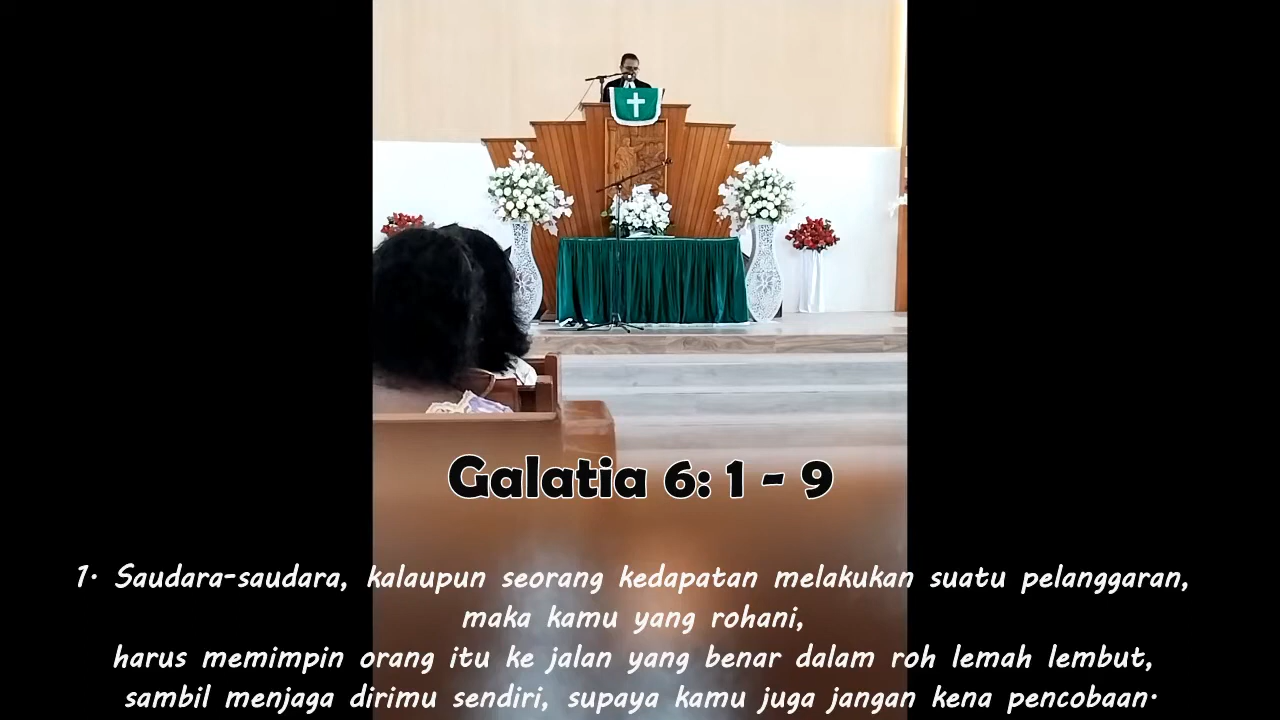 Galatia 6: 1 - 9
1. Saudara-saudara, kalaupun seorang kedapatan melakukan suatu pelanggaran,
maka kamu yang rohani,
harus memimpin orang itu ke jalan yang benar dalam roh lemah lembut,
sambil menjaga dirimu sendiri, supaya kamu juga jangan kena pencobaan.